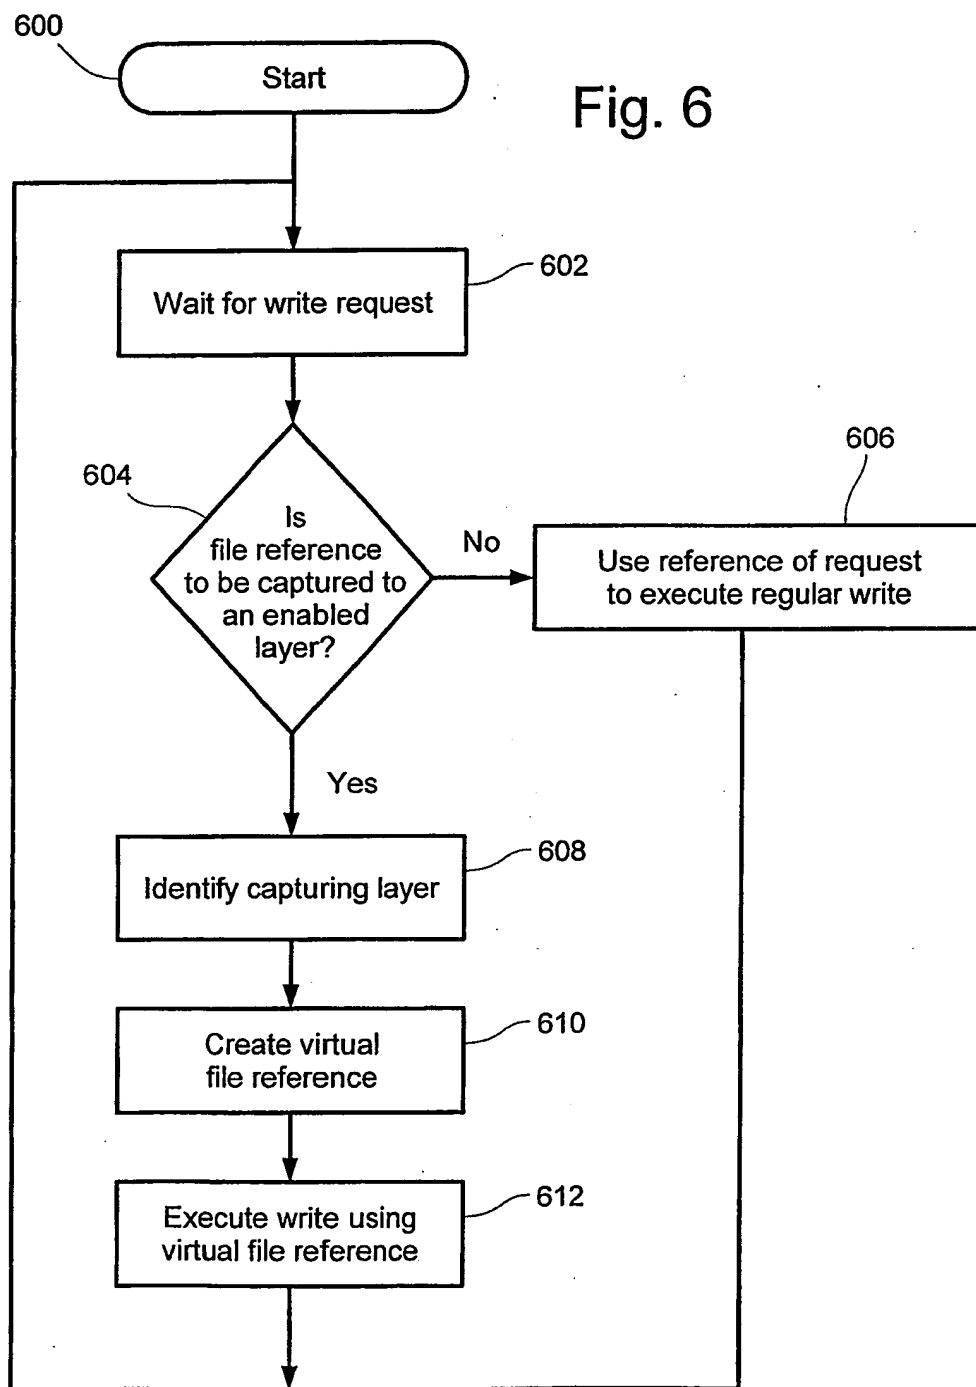 600
Start
Fig. 6
Wait for write request
602
604
Is
file reference
to be captured to
an enabled
layer?
No
606
Use reference of request
to execute regular write
Yes
Identify capturing layer
608
Create virtual
file reference
610
Execute write using
virtual file reference
612